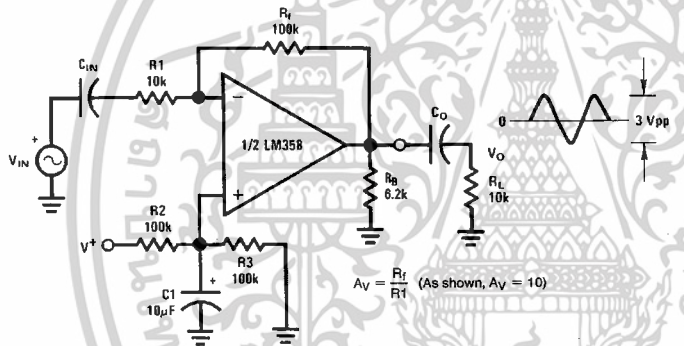 Rf
100k
CIN
R1
10k
−
+
1/2 LM358
VIN
+
R2
100k
V+
R3
100k
+
C1
10μF
RB
6.2k
CO
VO
RL
10k
0
3 Vpp
AV = Rf/R1 (As shown, AV = 10)